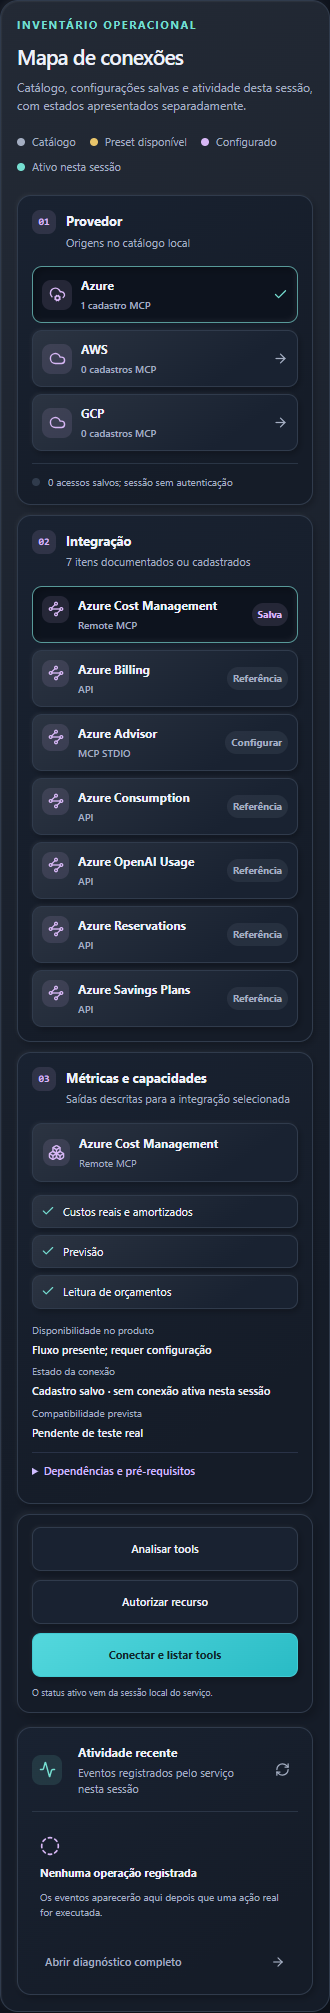 INVENTÁRIO OPERACIONAL
Mapa de conexões
Catálogo, configurações salvas e atividade desta sessão,
com estados apresentados separadamente.
Catálogo
Preset disponível
Configurado
Ativo nesta sessão
01
Provedor
Origens no catálogo local
Azure
1 cadastro MCP
AWS
0 cadastros MCP
GCP
0 cadastros MCP
0 acessos salvos; sessão sem autenticação
02
Integração
7 itens documentados ou cadastrados
Azure Cost Management
Remote MCP
Salva
Azure Billing
API
Referência
Azure Advisor
MCP STDIO
Configurar
Azure Consumption
API
Referência
Azure OpenAI Usage
API
Referência
Azure Reservations
API
Referência
Azure Savings Plans
API
Referência
03
Métricas e capacidades
Saídas descritas para a integração selecionada
Azure Cost Management
Remote MCP
Custos reais e amortizados
Previsão
Leitura de orçamentos
Disponibilidade no produto
Fluxo presente; requer configuração
Estado da conexão
Cadastro salvo · sem conexão ativa nesta sessão
Compatibilidade prevista
Pendente de teste real
Dependências e pré-requisitos
Analisar tools
Autorizar recurso
Conectar e listar tools
O status ativo vem da sessão local do serviço.
Atividade recente
Eventos registrados pelo serviço
nesta sessão
Nenhuma operação registrada
Os eventos aparecerão aqui depois que uma ação real
for executada.
Abrir diagnóstico completo